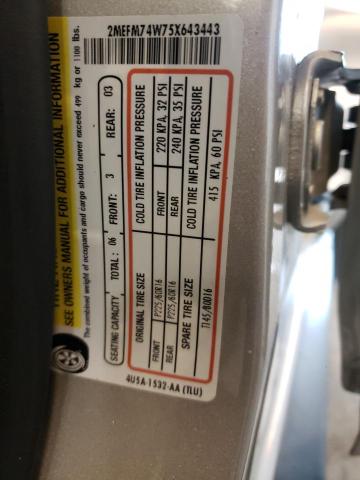 2MEFM74W75X643443
SEE OWNERS MANUAL FOR ADDITIONAL INFORMATION
The combined weight of occupants and cargo should never exceed 499 kg or 1100 lbs.
SEATING CAPACITY TOTAL: 06 FRONT: 3 REAR: 03
ORIGINAL TIRE SIZE COLD TIRE INFLATION PRESSURE
FRONT P225/60R16 FRONT 220 KPA, 32 PSI
REAR P225/60R16 REAR 240 KPA, 35 PSI
SPARE TIRE SIZE COLD TIRE INFLATION PRESSURE
T145/80D16 415 KPA, 60 PSI
4U5A-1532-AA (TLU)